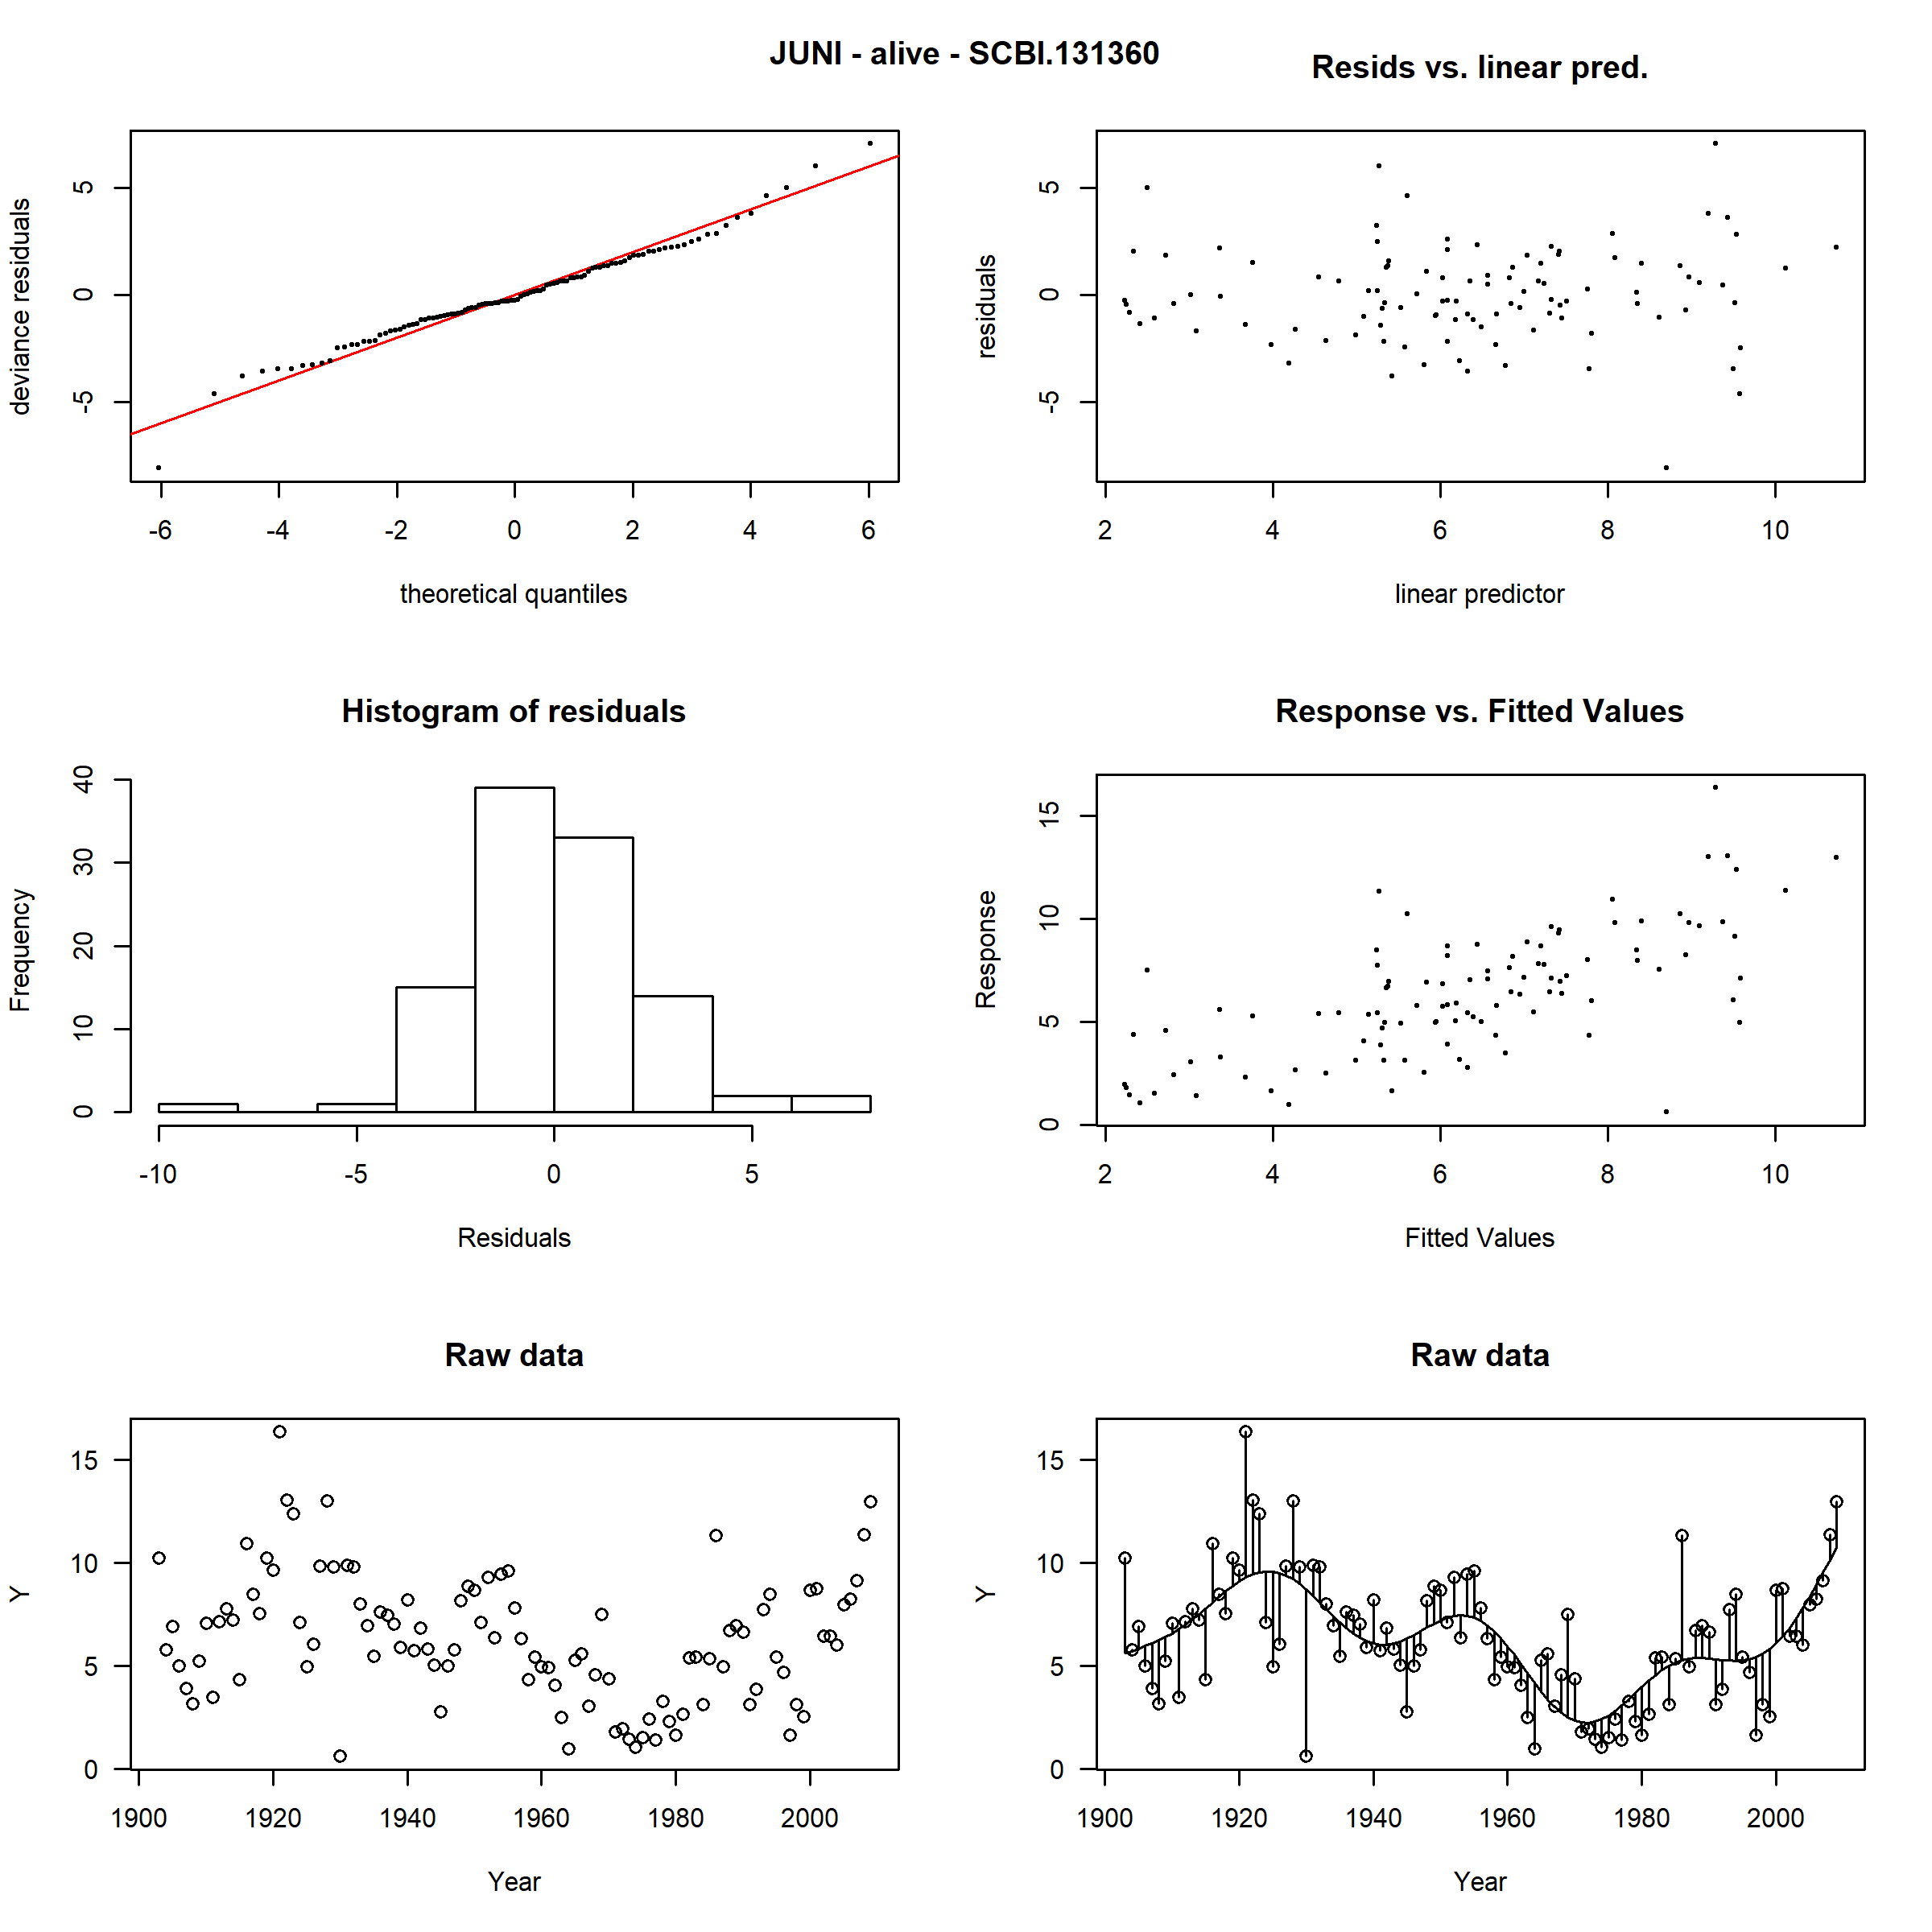 JUNI - alive - SCBI.131360
Resids vs. linear pred.
deviance residuals
5
0
-5
-6 -4 -2 0 2 4 6
theoretical quantiles
residuals
5
0
-5
2 4 6 8 10
linear predictor
Histogram of residuals
Frequency
40
30
20
10
0
-10 -5 0 5
Residuals
Response vs. Fitted Values
Response
15
10
5
0
2 4 6 8 10
Fitted Values
Raw data
Y
15
10
5
0
1900 1920 1940 1960 1980 2000
Year
Raw data
Y
15
10
5
0
1900 1920 1940 1960 1980 2000
Year